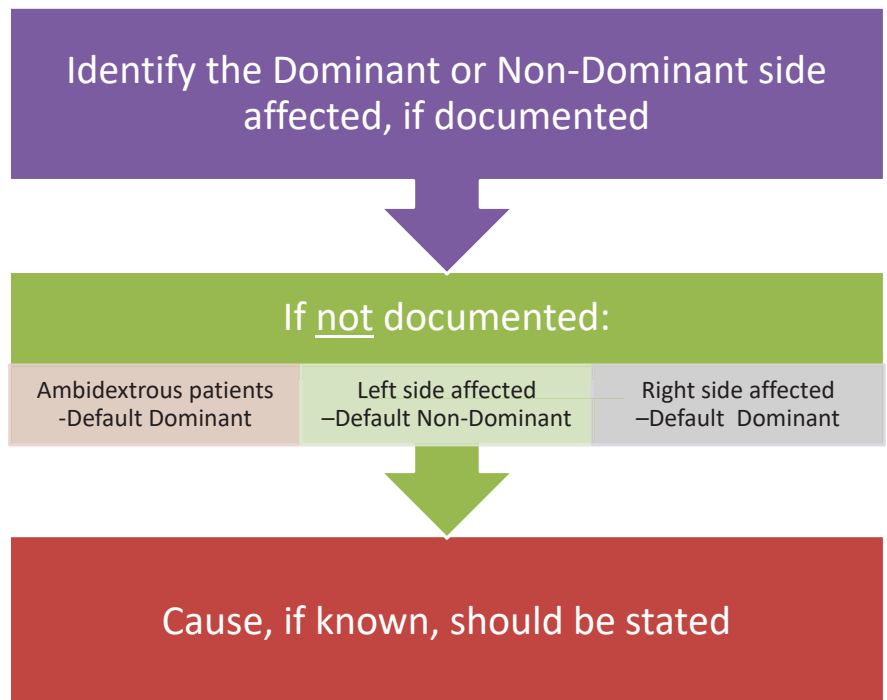 Identify the Dominant or Non-Dominant side
affected, if documented
If not documented:
Ambidextrous patients
-Default Dominant
Left side affected
–Default Non-Dominant
Right side affected
–Default  Dominant
Cause, if known, should be stated